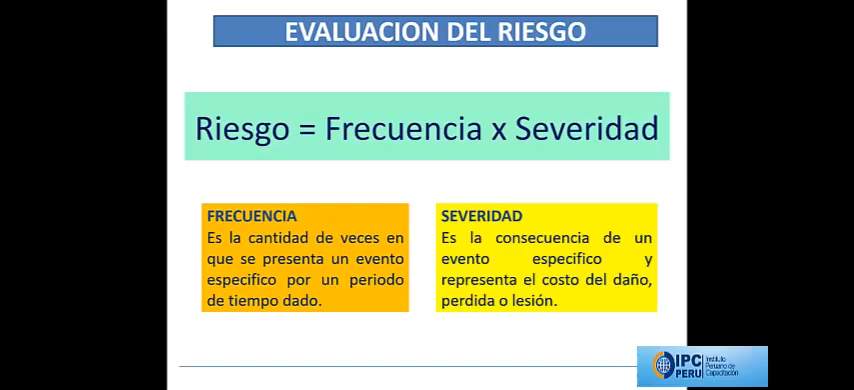 EVALUACION DEL RIESGO
Riesgo = Frecuencia x Severidad
FRECUENCIA
Es la cantidad de veces en
que se presenta un evento
especifico por un periodo
de tiempo dado.
SEVERIDAD
Es la consecuencia de un
evento especifico y
representa el costo del daño,
perdida o lesión.
IPC
PERU
Instituto
Peruano de
Capacitación